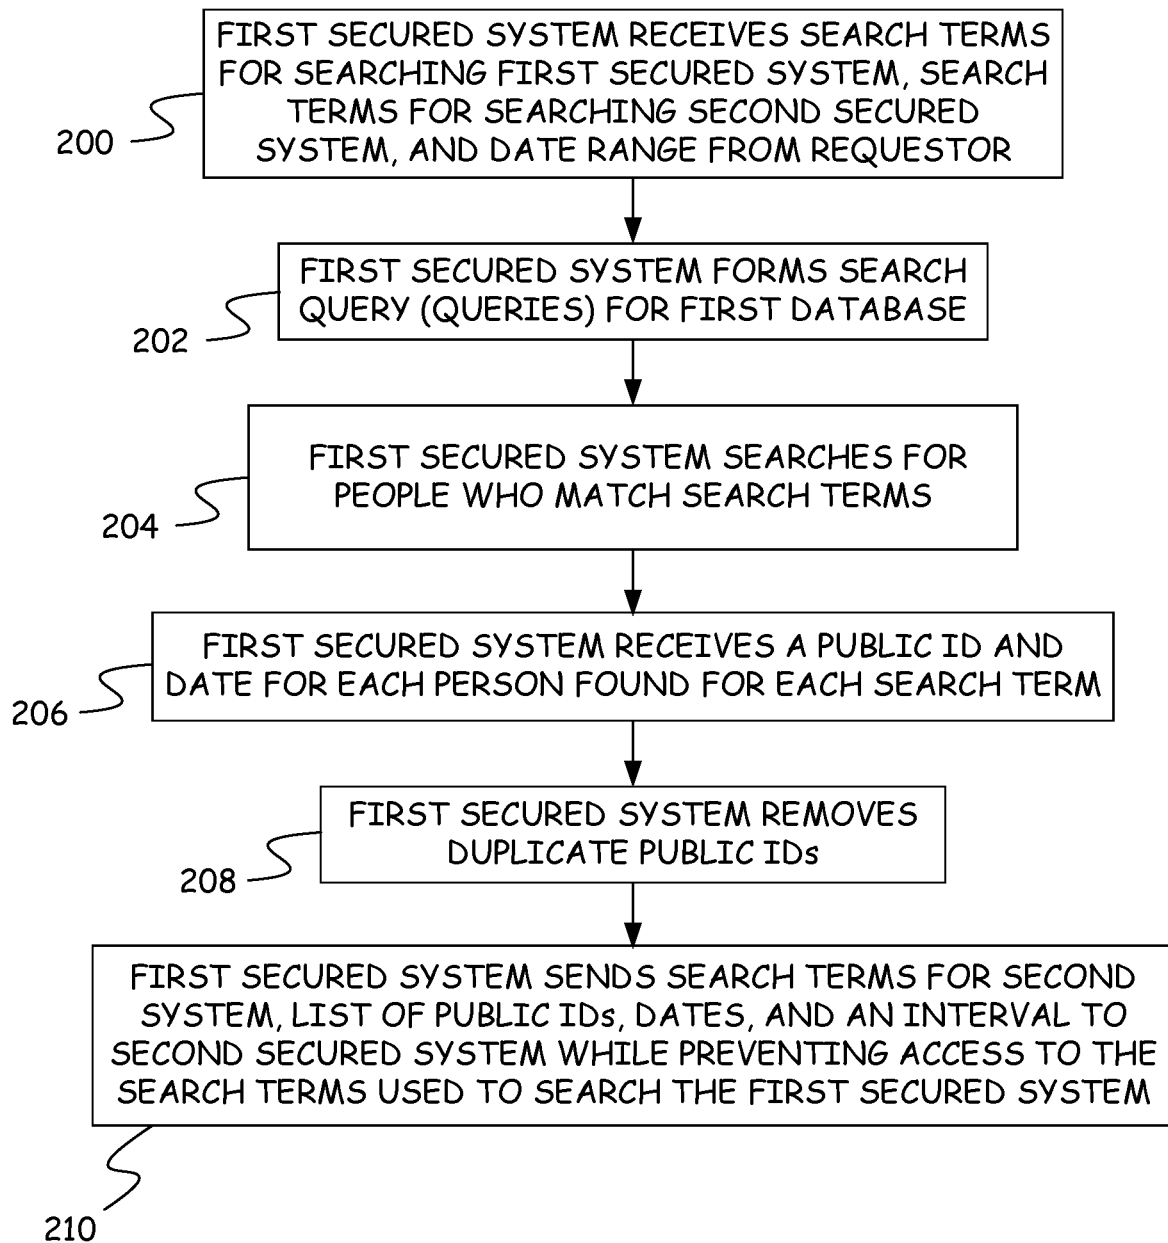 FIRST SECURED SYSTEM RECEIVES SEARCH TERMS
FOR SEARCHING FIRST SECURED SYSTEM, SEARCH
TERMS FOR SEARCHING SECOND SECURED
SYSTEM, AND DATE RANGE FROM REQUESTOR
200
FIRST SECURED SYSTEM FORMS SEARCH
QUERY (QUERIES) FOR FIRST DATABASE
202
FIRST SECURED SYSTEM SEARCHES FOR
PEOPLE WHO MATCH SEARCH TERMS
204
FIRST SECURED SYSTEM RECEIVES A PUBLIC ID AND
DATE FOR EACH PERSON FOUND FOR EACH SEARCH TERM
206
FIRST SECURED SYSTEM REMOVES
DUPLICATE PUBLIC IDs
208
FIRST SECURED SYSTEM SENDS SEARCH TERMS FOR SECOND
SYSTEM, LIST OF PUBLIC IDs, DATES, AND AN INTERVAL TO
SECOND SECURED SYSTEM WHILE PREVENTING ACCESS TO THE
SEARCH TERMS USED TO SEARCH THE FIRST SECURED SYSTEM
210